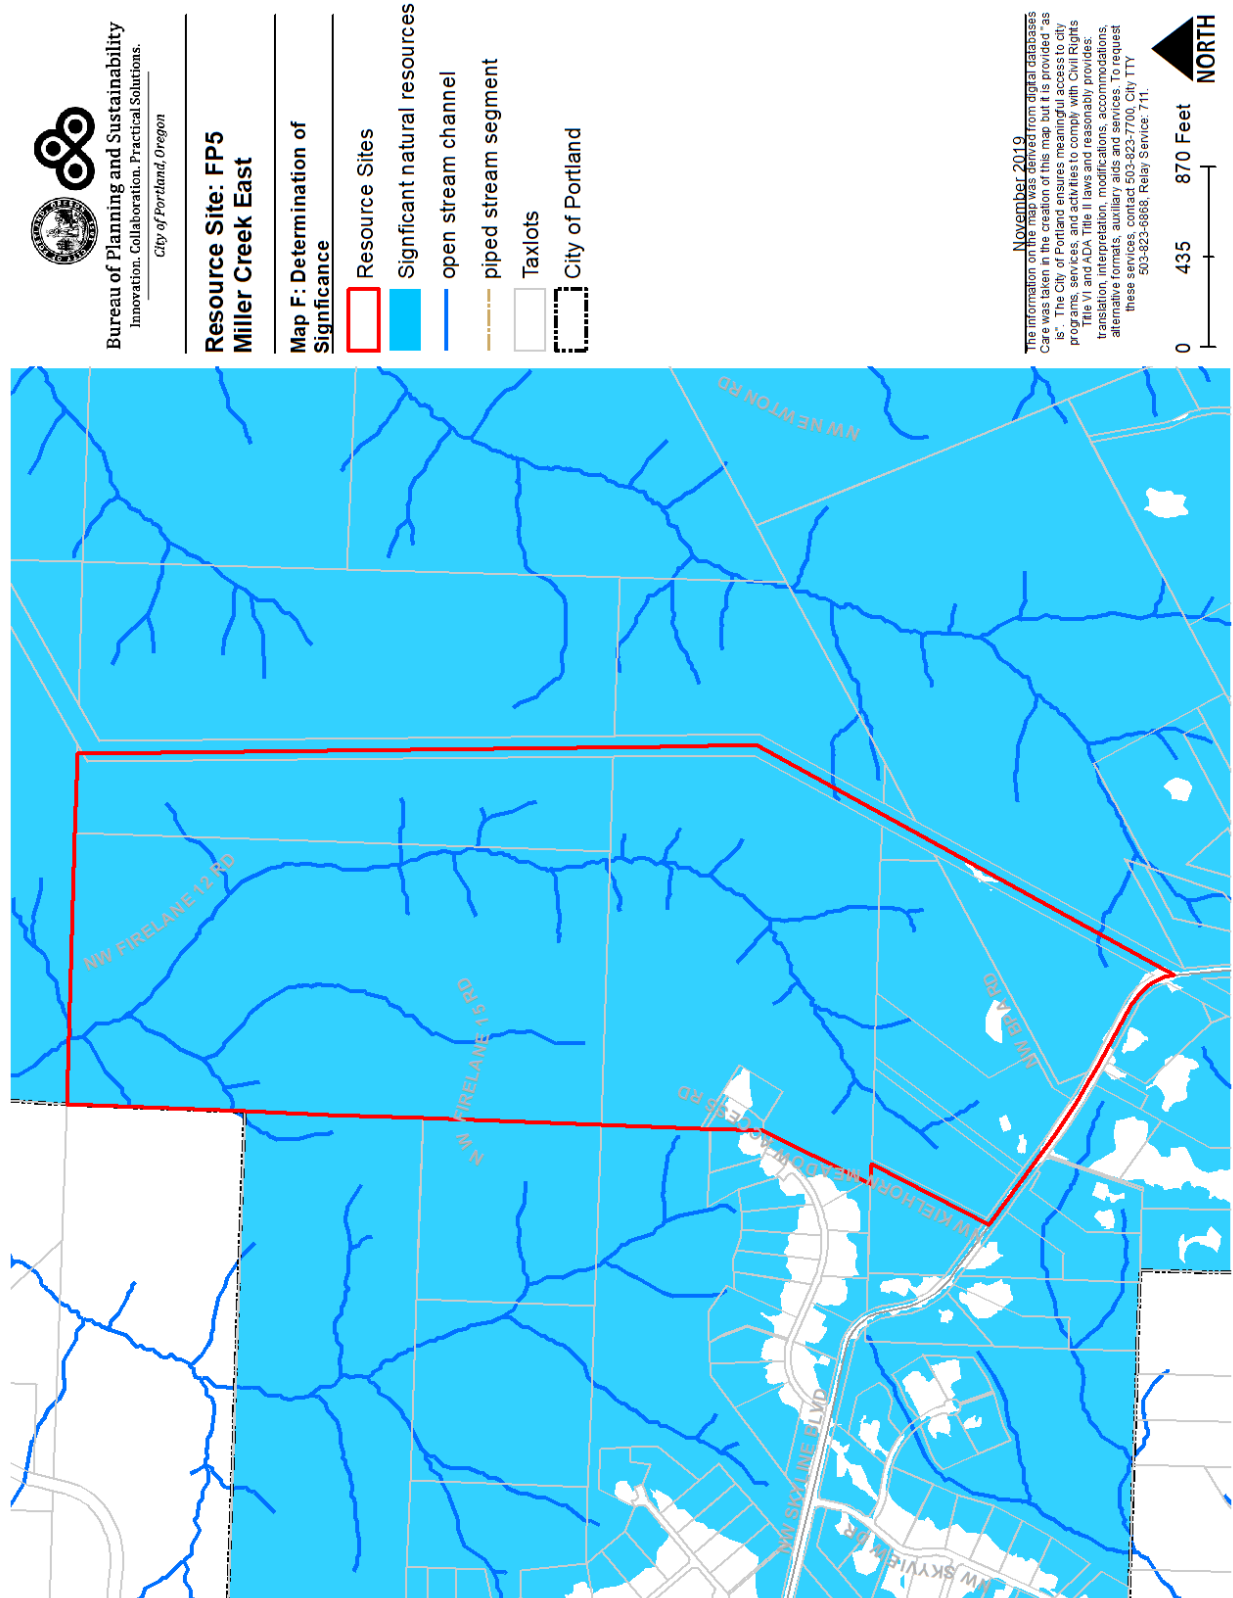 Bureau of Planning and Sustainability
Innovation. Collaboration. Practical Solutions.
City of Portland, Oregon
Resource Site: FP5
Miller Creek East
Map F: Determination of
Signficance
Resource Sites
Signficant natural resources
open stream channel
piped stream segment
Taxlots
City of Portland
November 2019
The information on the map was derived from digital databases
Care was taken in the creation of this map but it is provided "as
is". The City of Portland ensures meaningful access to city
programs, services, and activities to comply with Civil Rights
Title VI and ADA Title II laws and reasonably provides:
translation, interpretation, modifications, accommodations,
alternative formats, auxiliary aids and services. To request
these services, contact 503-823-7700, City TTY
503-823-6868, Relay Service: 711.
0 435 870 Feet
NORTH
NW NEWTON RD
NW FIRELANE 12 RD
NW FIRELANE 15 RD
NW BPA RD
NW KIELHORN MEADOW ACCESS RD
NW SKYLINE BLVD
NW SKYVIEW DR